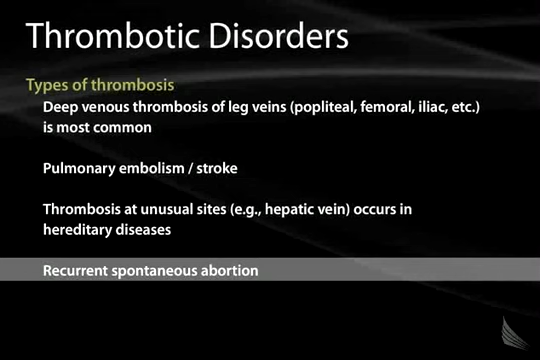 Thrombotic Disorders
Types of thrombosis
Deep venous thrombosis of leg veins (popliteal, femoral, iliac, etc.)
is most common
Pulmonary embolism / stroke
Thrombosis at unusual sites (e.g., hepatic vein) occurs in
hereditary diseases
Recurrent spontaneous abortion